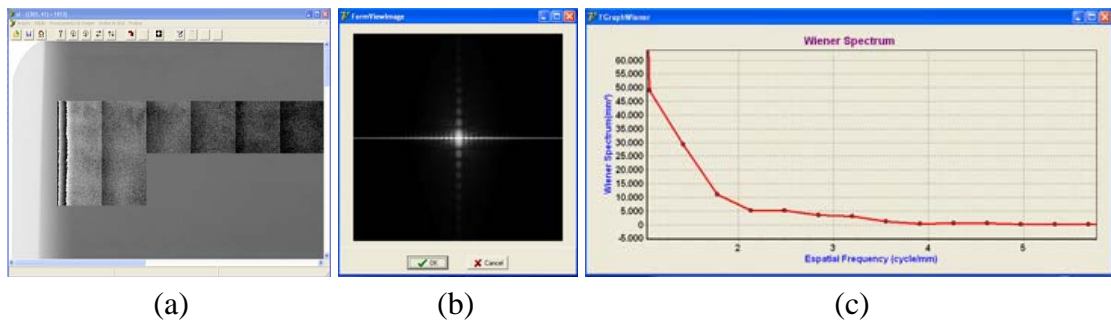 FormViewImage
TGraphWiener
Wiener Spectrum
Wiener Spectrum(mm²)
60.000
55.000
50.000
45.000
40.000
35.000
30.000
25.000
20.000
15.000
10.000
5.000
0
-5.000
2 3 4 5
Espatial Frequency (cycle/mm)
OK Cancel
(a) (b) (c)